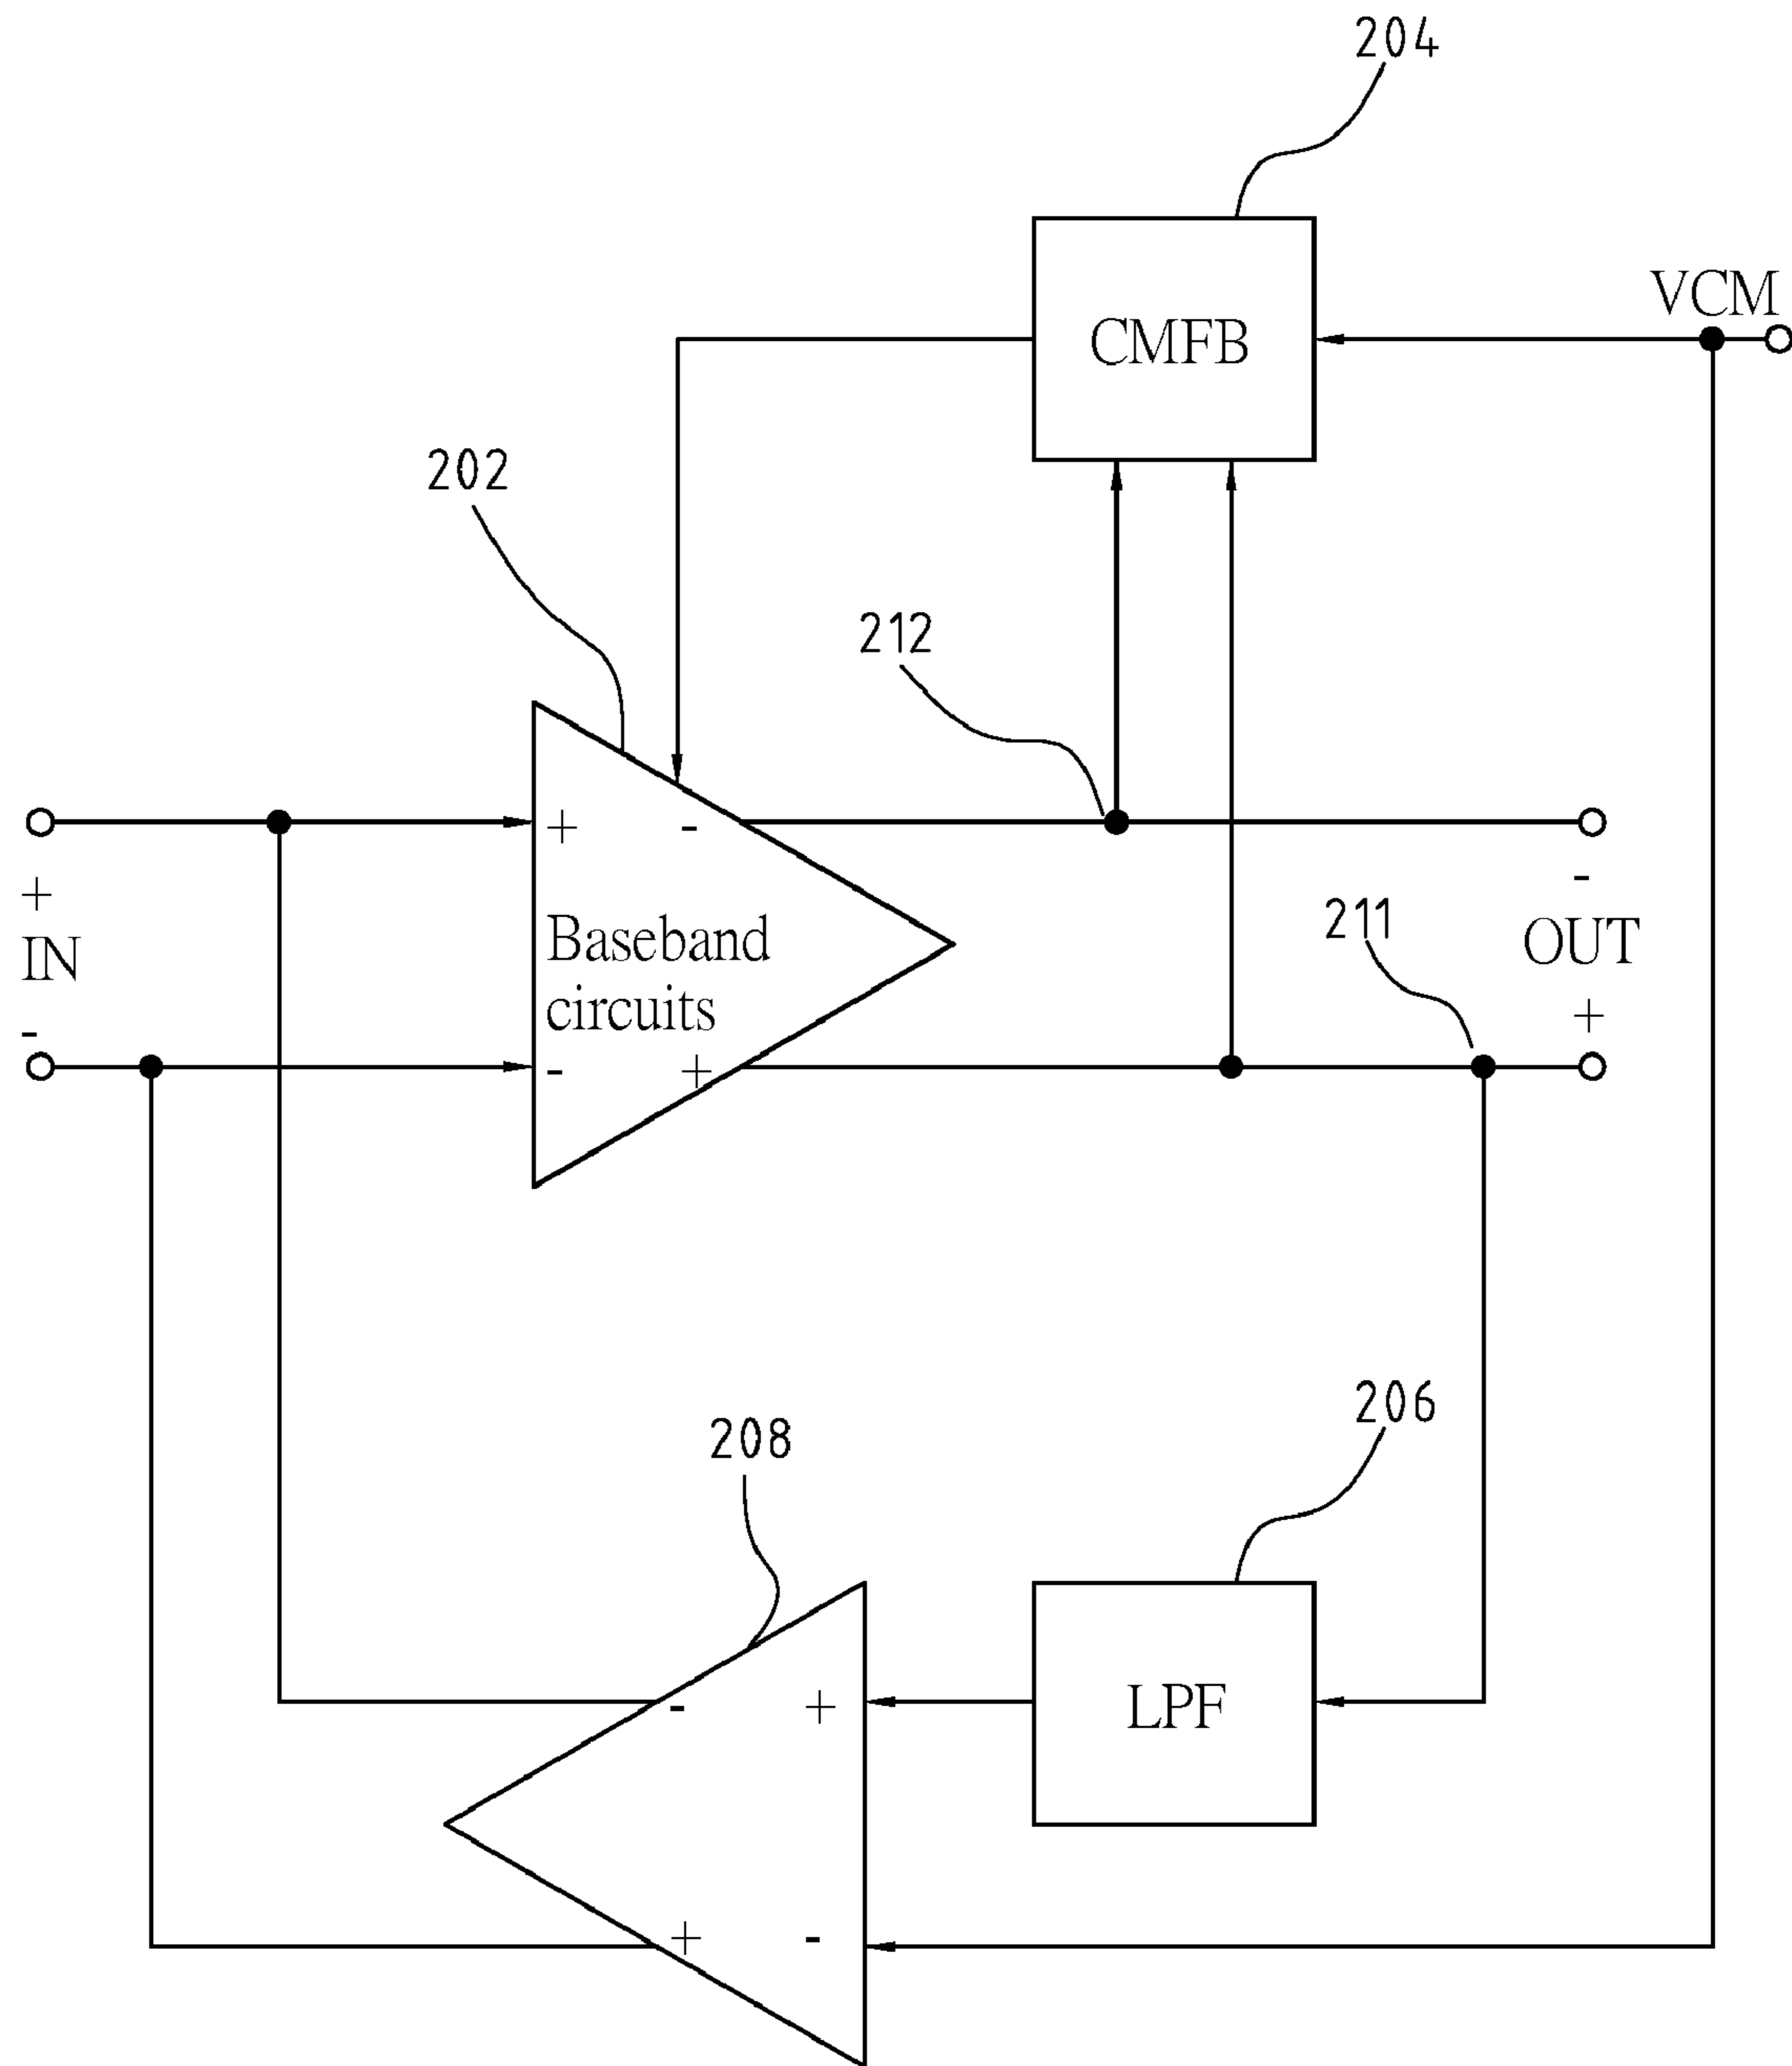 204
VCM
CMFB
202
212
+ -
+
IN
-
Baseband
circuits
- +
211
-
OUT
+
206
208
- +
LPF
+ -